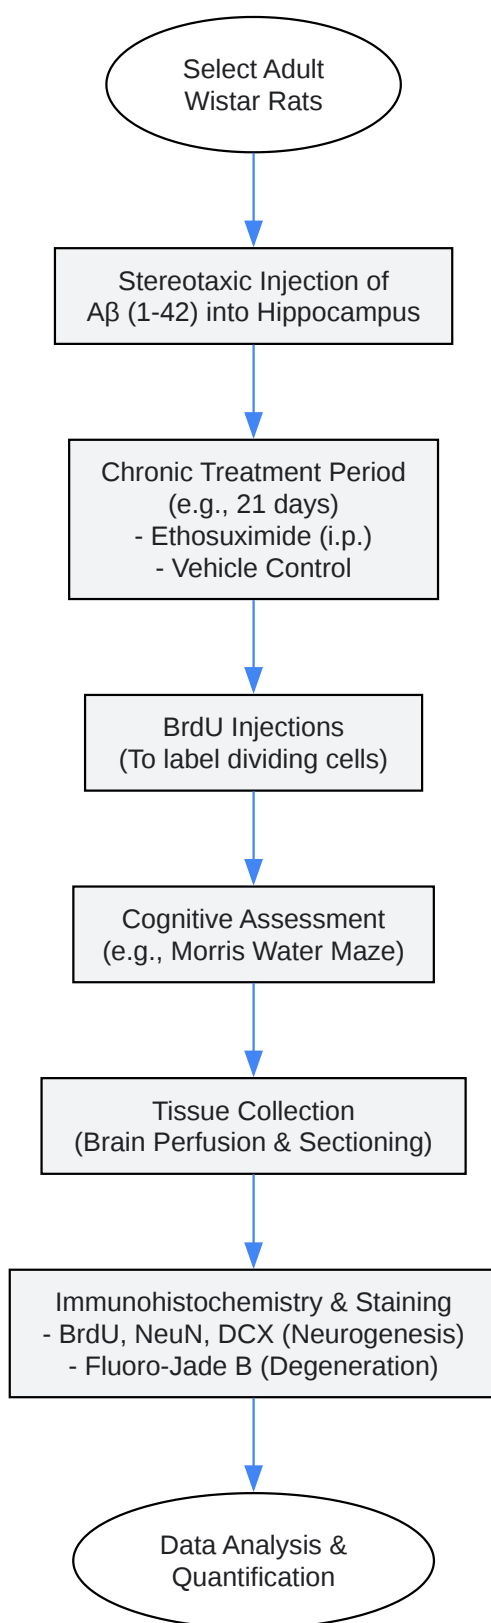 Select Adult
Wistar Rats
Stereotaxic Injection of
Aβ (1-42) into Hippocampus
Chronic Treatment Period
(e.g., 21 days)
- Ethosuximide (i.p.)
- Vehicle Control
BrdU Injections
(To label dividing cells)
Cognitive Assessment
(e.g., Morris Water Maze)
Tissue Collection
(Brain Perfusion & Sectioning)
Immunohistochemistry & Staining
- BrdU, NeuN, DCX (Neurogenesis)
- Fluoro-Jade B (Degeneration)
Data Analysis &
Quantification